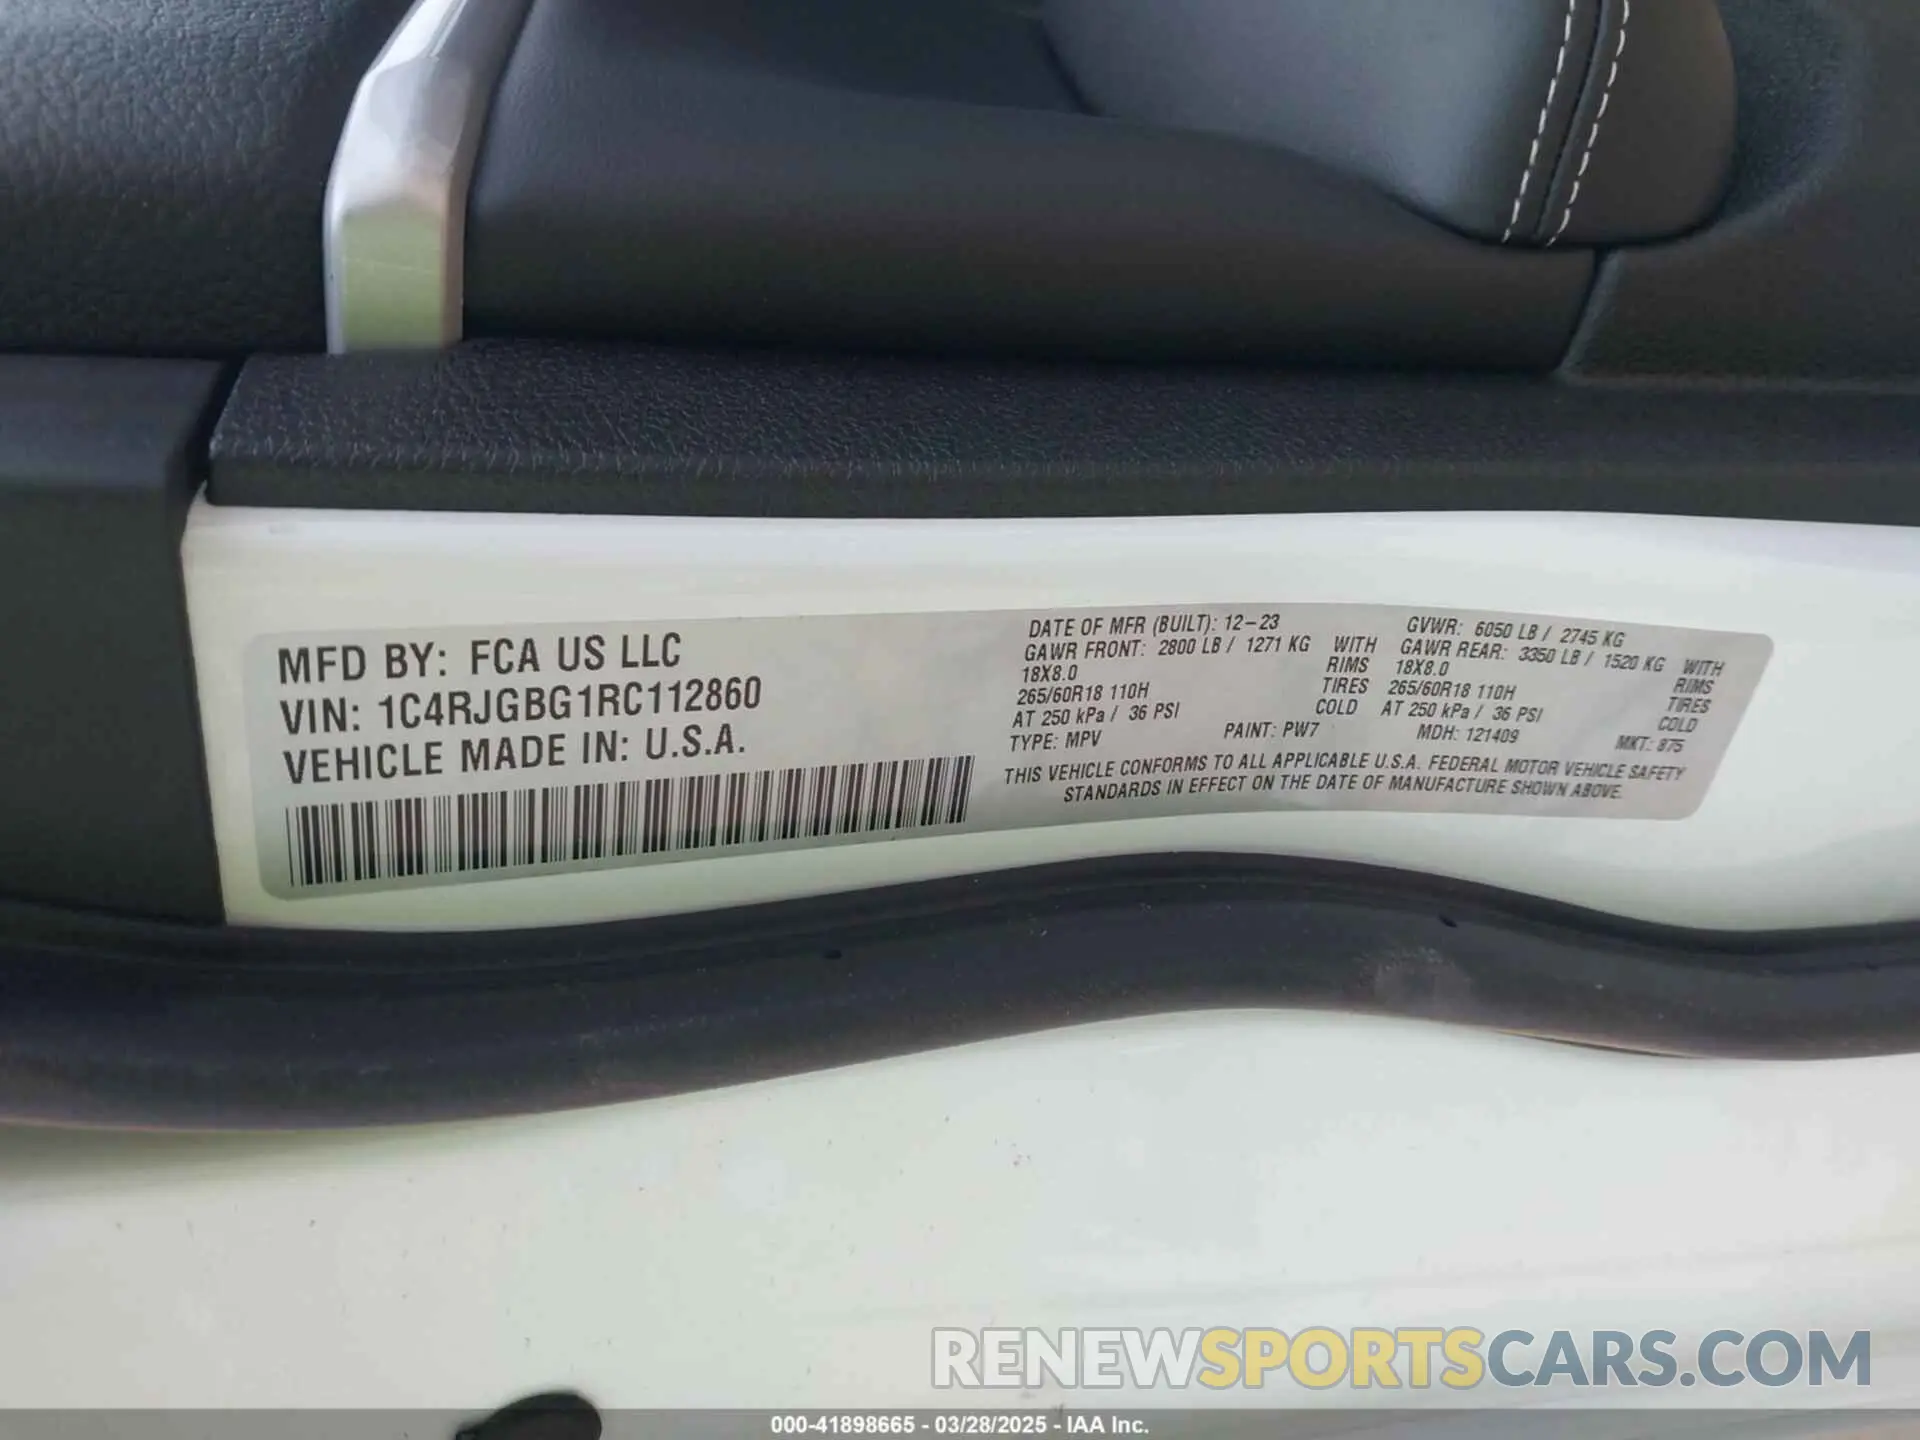 MFD BY: FCA US LLC
VIN: 1C4RJGBG1RC112860
VEHICLE MADE IN: U.S.A.
DATE OF MFR (BUILT): 12-23 GVWR: 6050 LB / 2745 KG
GAWR FRONT: 2800 LB / 1271 KG WITH GAWR REAR: 3350 LB / 1520 KG WITH
18X8.0 RIMS 18X8.0 RIMS
265/60R18 110H TIRES 265/60R18 110H TIRES
AT 250 kPa / 36 PSI COLD AT 250 kPa / 36 PSI COLD
TYPE: MPV PAINT: PW7 MDH: 121409 MKT: 875
THIS VEHICLE CONFORMS TO ALL APPLICABLE U.S.A. FEDERAL MOTOR VEHICLE SAFETY
STANDARDS IN EFFECT ON THE DATE OF MANUFACTURE SHOWN ABOVE.
RENEWSPORTSCARS.COM
000-41898665 - 03/28/2025 - IAA Inc.